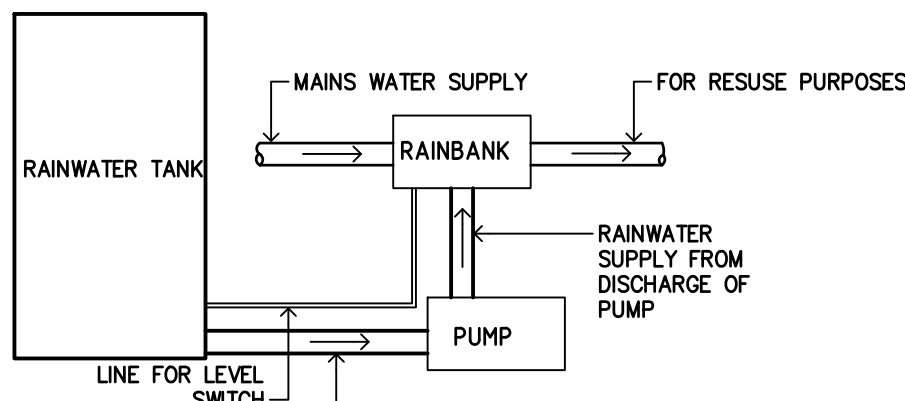 MAINS WATER SUPPLY
FOR RESUSE PURPOSES
RAINWATER TANK
RAINBANK
RAINWATER
SUPPLY FROM
DISCHARGE OF
PUMP
PUMP
LINE FOR LEVEL
SWITCH